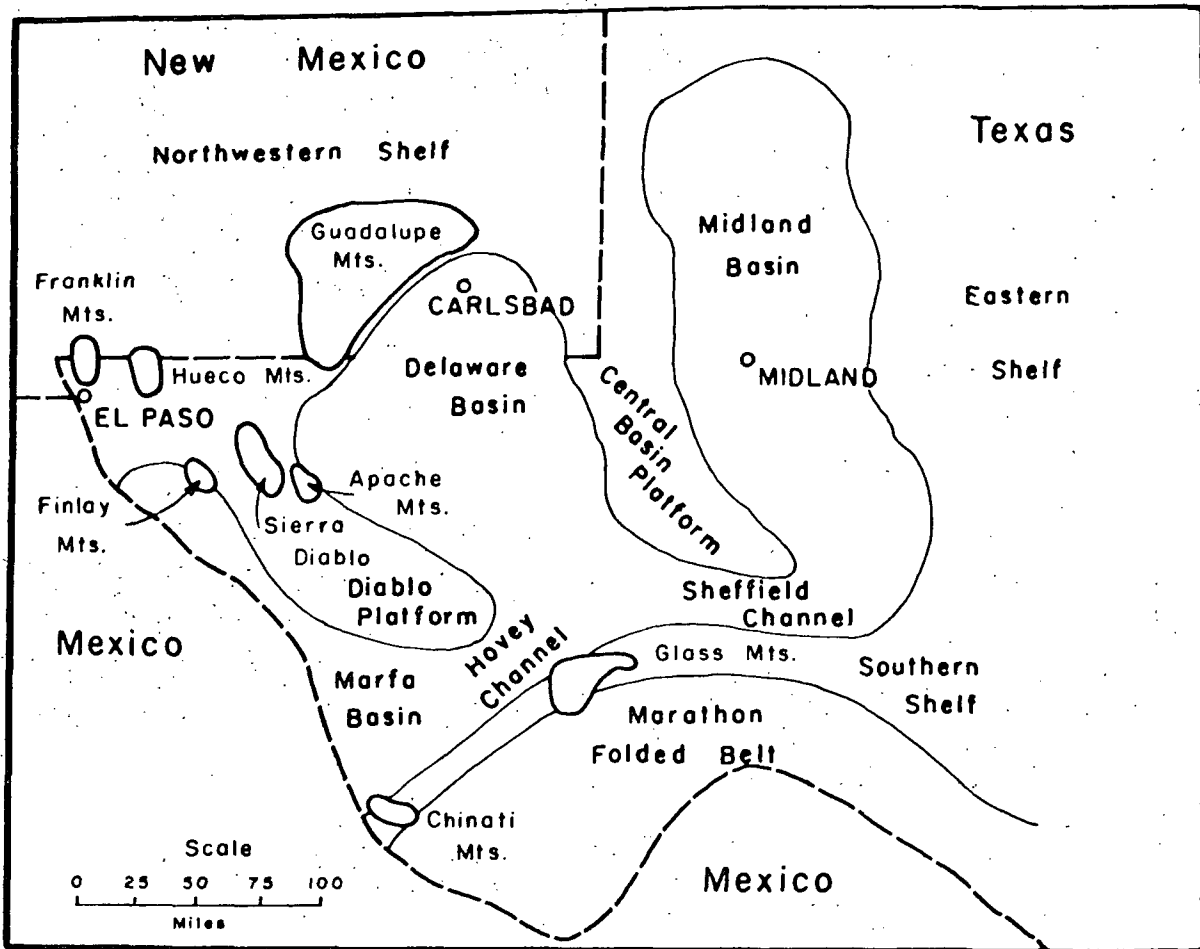 New Mexico
Texas
Northwestern Shelf
Guadalupe
Mts.
Midland
Basin
Franklin
Mts.
CARLSBAD
Eastern
Shelf
Hueco Mts.
Delaware
Basin
MIDLAND
EL PASO
Central
Basin
Platform
Apache
Mts.
Finlay
Mts.
Sierra
Diablo
Diablo
Platform
Sheffield
Channel
Mexico
Hovey
Channel
Glass Mts.
Southern
Shelf
Marfa
Basin
Marathon
Folded Belt
Chinati
Mts.
Mexico
Scale
0 25 50 75 100
Miles